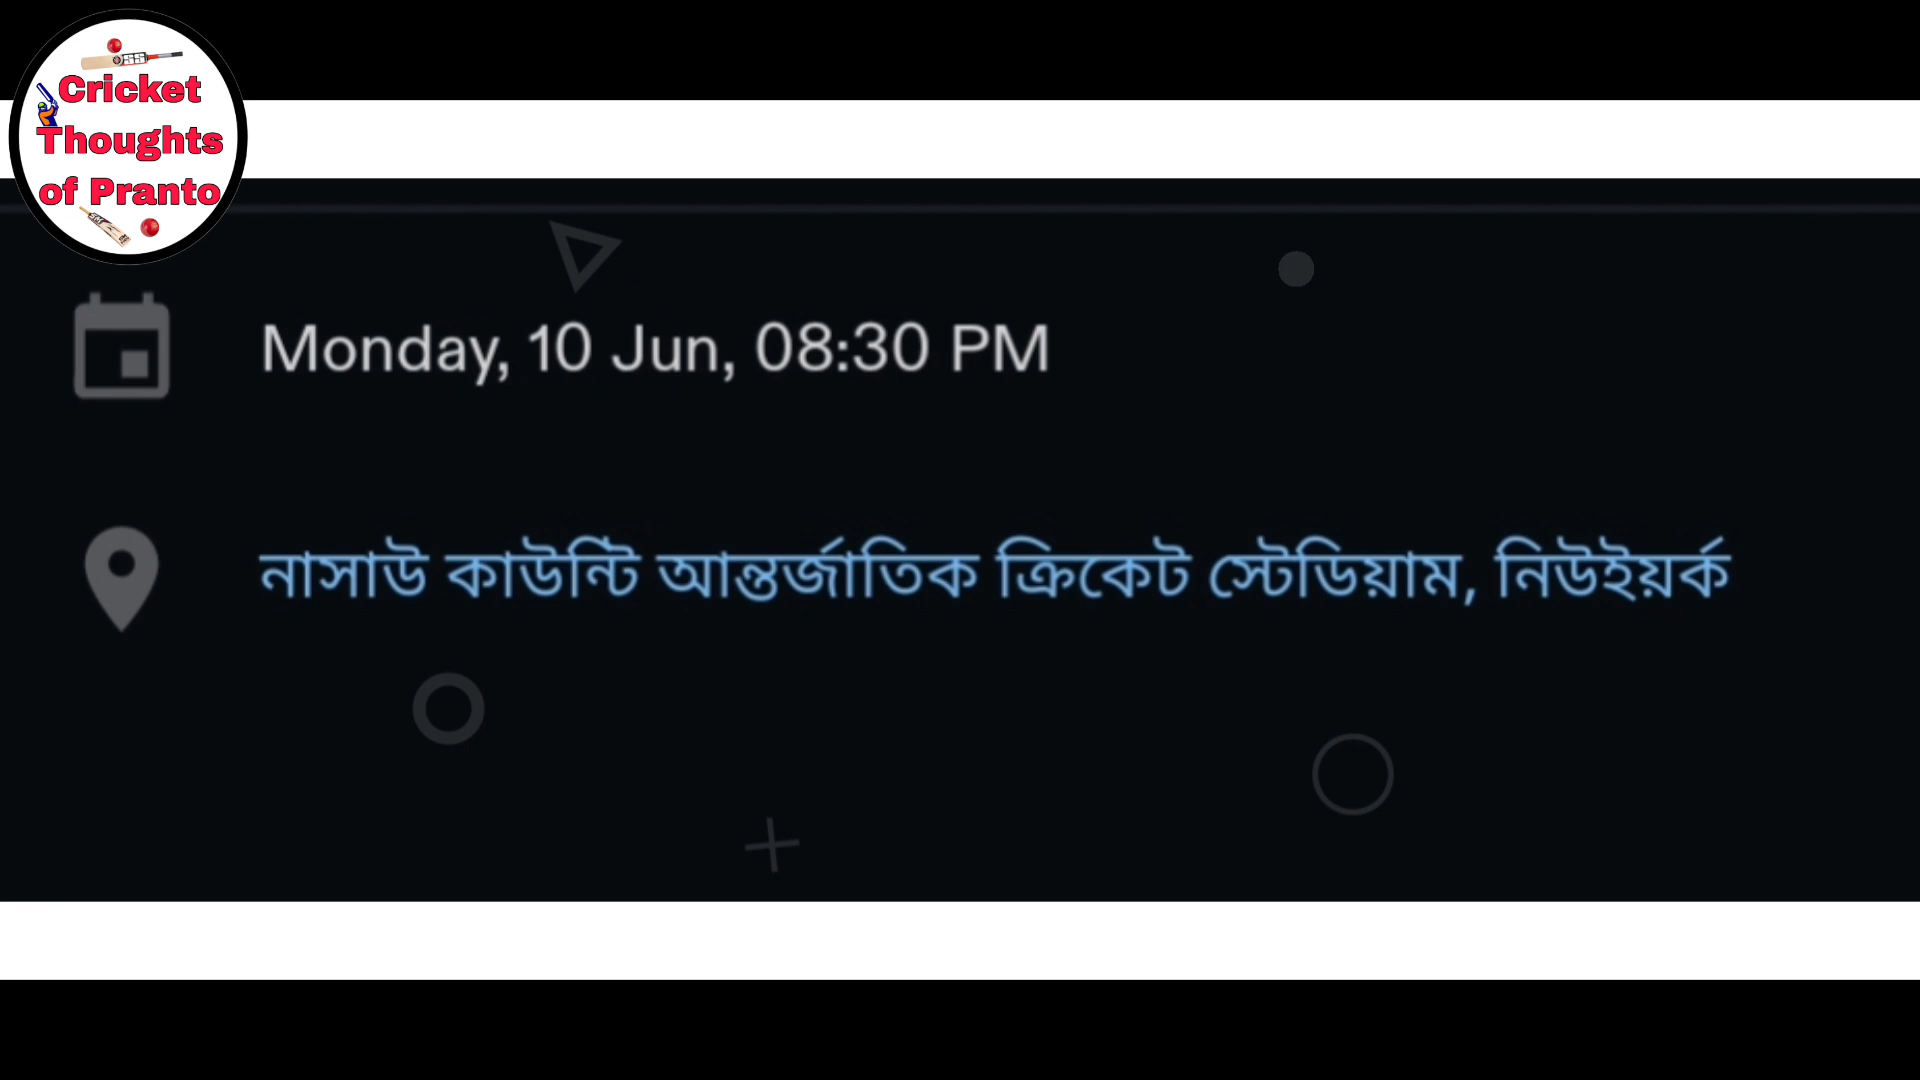 Cricket
Thoughts
of Pranto
Monday, 10 Jun, 08:30 PM
নাসাউ কাউন্টি আন্তর্জাতিক ক্রিকেট স্টেডিয়াম, নিউইয়র্ক